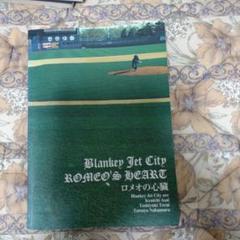 Blankey Jet City
ROMEO'S HEART
ロメオの心臓
Blankey Jet City are
Kenichi Asai
Toshiyuki Terui
Tatsuya Nakamura